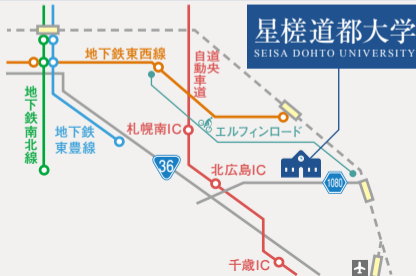 星槎道都大学
SEISA DOHTO UNIVERSITY
地下鉄東西線
道央
自動車道
地下鉄南北線
地下鉄
東豊線
札幌南IC
エルフィンロード
36
北広島IC
1080
千歳IC